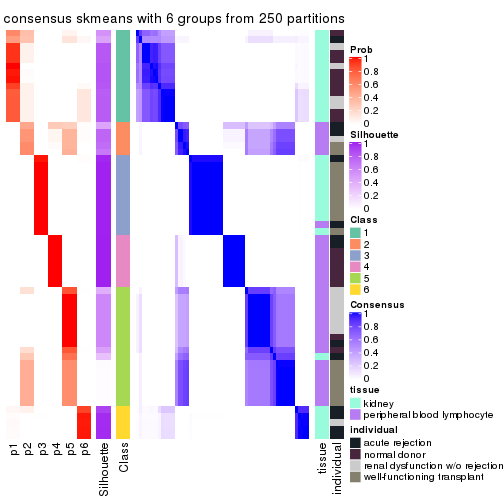 consensus skmeans with 6 groups from 250 partitions
Prob
1
0.8
0.6
0.4
0.2
0
Silhouette
1
0.8
0.6
0.4
0.2
0
Class
1
2
3
4
5
6
Consensus
1
0.8
0.6
0.4
0.2
0
tissue
kidney
peripheral blood lymphocyte
individual
acute rejection
normal donor
renal dysfunction w/o rejection
well-functioning transplant
p1
p2
p3
p4
p5
p6
Silhouette
Class
tissue
individual